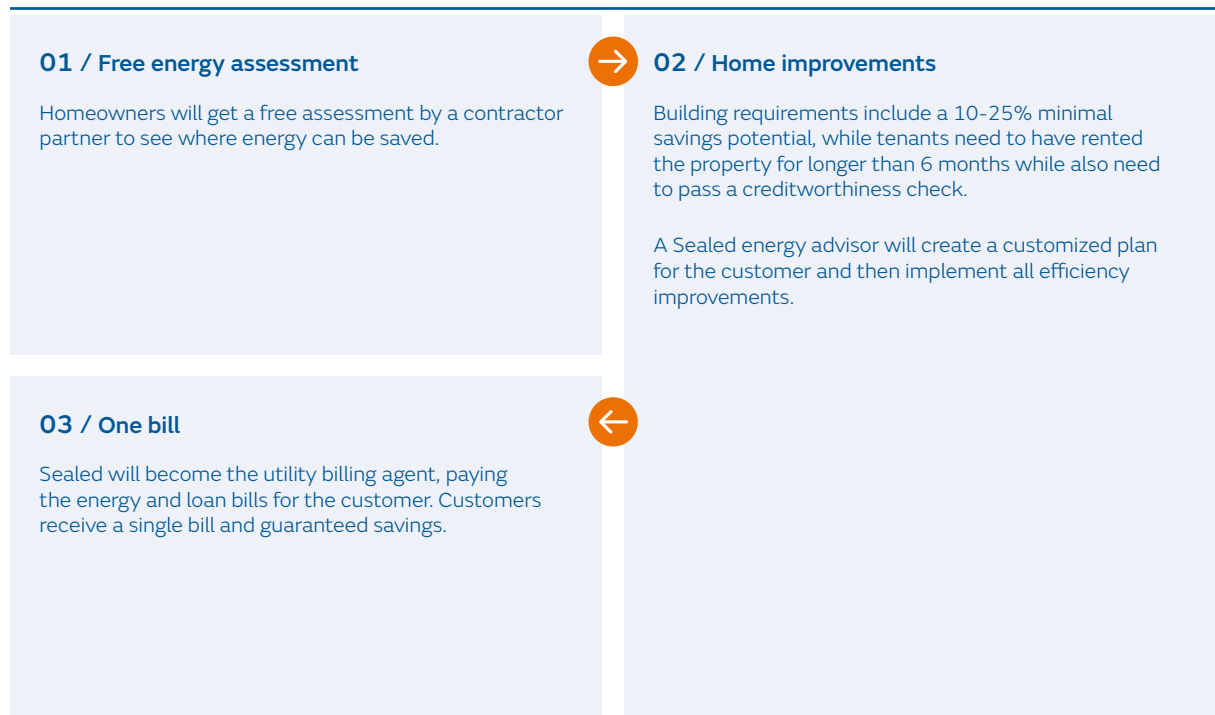 01 / Free energy assessment
Homeowners will get a free assessment by a contractor
partner to see where energy can be saved.
02 / Home improvements
Building requirements include a 10-25% minimal
savings potential, while tenants need to have rented
the property for longer than 6 months while also need
to pass a creditworthiness check.
A Sealed energy advisor will create a customized plan
for the customer and then implement all efficiency
improvements.
03 / One bill
Sealed will become the utility billing agent, paying
the energy and loan bills for the customer. Customers
receive a single bill and guaranteed savings.